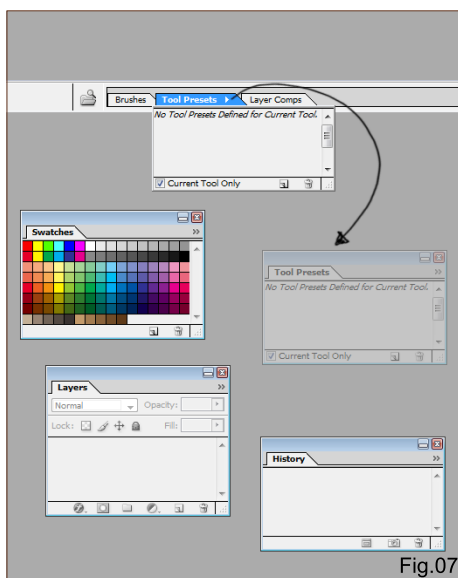 Brushes Tool Presets Layer Comps
No Tool Presets Defined for Current Tool.
Current Tool Only
Swatches
Tool Presets
No Tool Presets Defined for Current Tool.
Current Tool Only
Layers
Normal Opacity:
Lock: Fill:
History
Fig.07